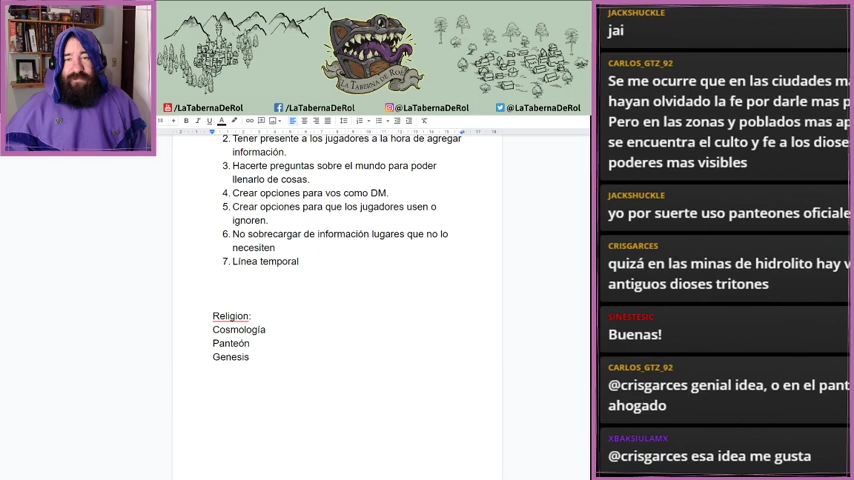 LA TABERNA DE ROL
/LaTabernaDeRol
/LaTabernaDeRol
@LaTabernaDeRol
@LaTabernaDeRol
2. Tener presente a los jugadores a la hora de agregar
información.
3. Hacerte preguntas sobre el mundo para poder
llenarlo de cosas.
4. Crear opciones para vos como DM.
5. Crear opciones para que los jugadores usen o
ignoren.
6. No sobrecargar de información lugares que no lo
necesiten
7. Línea temporal
Religion:
Cosmología
Panteón
Genesis
JACKSHUCKLE
jai
CARLOS_GTZ_92
Se me ocurre que en las ciudades
hayan olvidado la fe por darle mas
Pero en las zonas y poblados mas
se encuentra el culto y fe a los
poderes mas visibles
JACKSHUCKLE
yo por suerte uso panteones
CRISGARCES
quizá en las minas de hidrolito hay
antiguos dioses tritones
SINESTESIC
Buenas!
CARLOS_GTZ_92
@crisgarces genial idea, o en el
ahogado
XBAKSIULAMX
@crisgarces esa idea me gusta